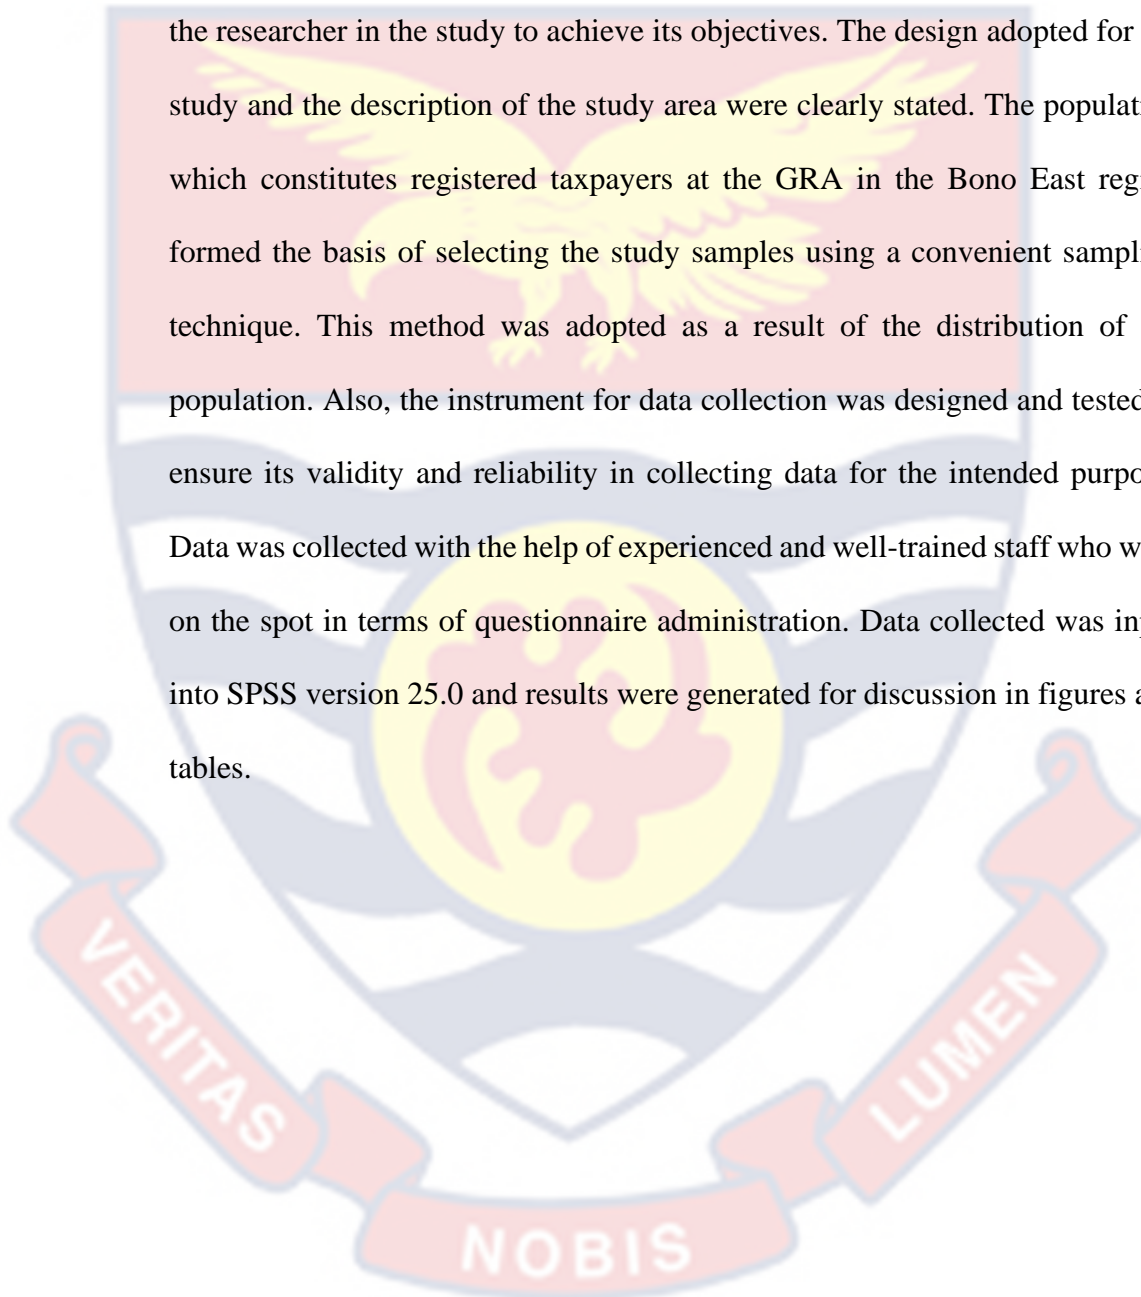 the researcher in the study to achieve its objectives. The design adopted for
study and the description of the study area were clearly stated. The populat
which constitutes registered taxpayers at the GRA in the Bono East reg
formed the basis of selecting the study samples using a convenient sampl
technique. This method was adopted as a result of the distribution of
population. Also, the instrument for data collection was designed and tested
ensure its validity and reliability in collecting data for the intended purpo
Data was collected with the help of experienced and well-trained staff who w
on the spot in terms of questionnaire administration. Data collected was in
into SPSS version 25.0 and results were generated for discussion in figures a
tables.
VERITAS
NOBIS
LUMEN